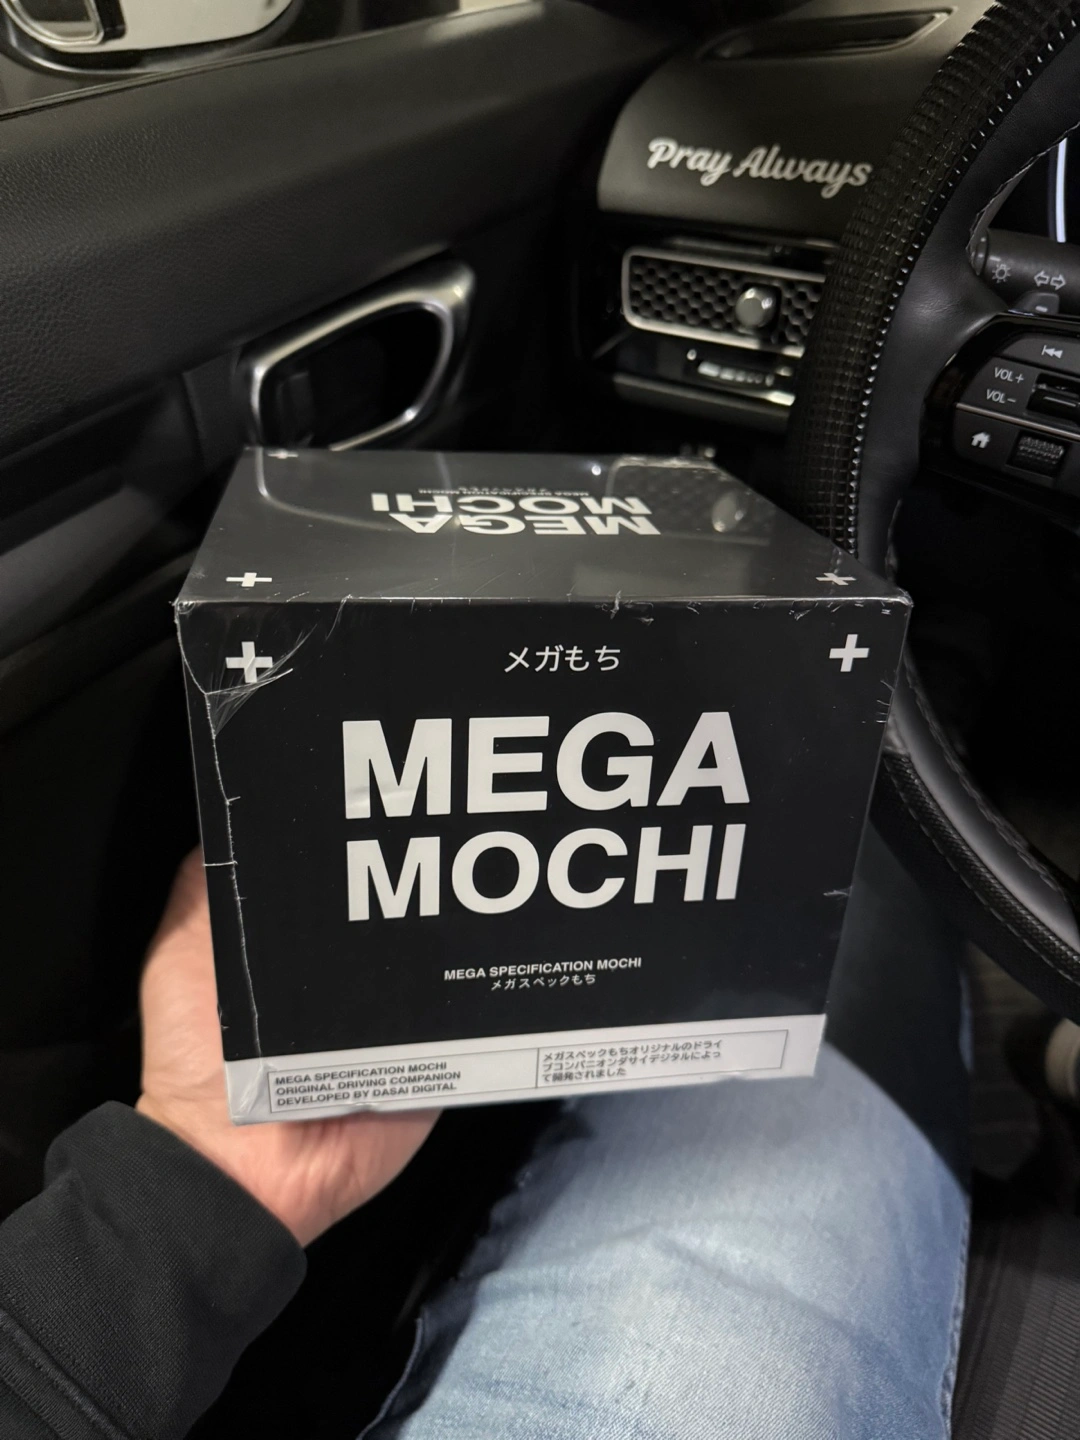 Pray Always
VOL+
VOL-
MEGA
MOCHI
MEGA SPECIFICATION MOCHI
メガもち
MEGA
MOCHI
MEGA SPECIFICATION MOCHI
メガスペックもち
MEGA SPECIFICATION MOCHI
ORIGINAL DRIVING COMPANION
DEVELOPED BY DASAI DIGITAL
メガスペックもちオリジナルのドライ
ブコンパニオンダサイデジタルによっ
て開発されました